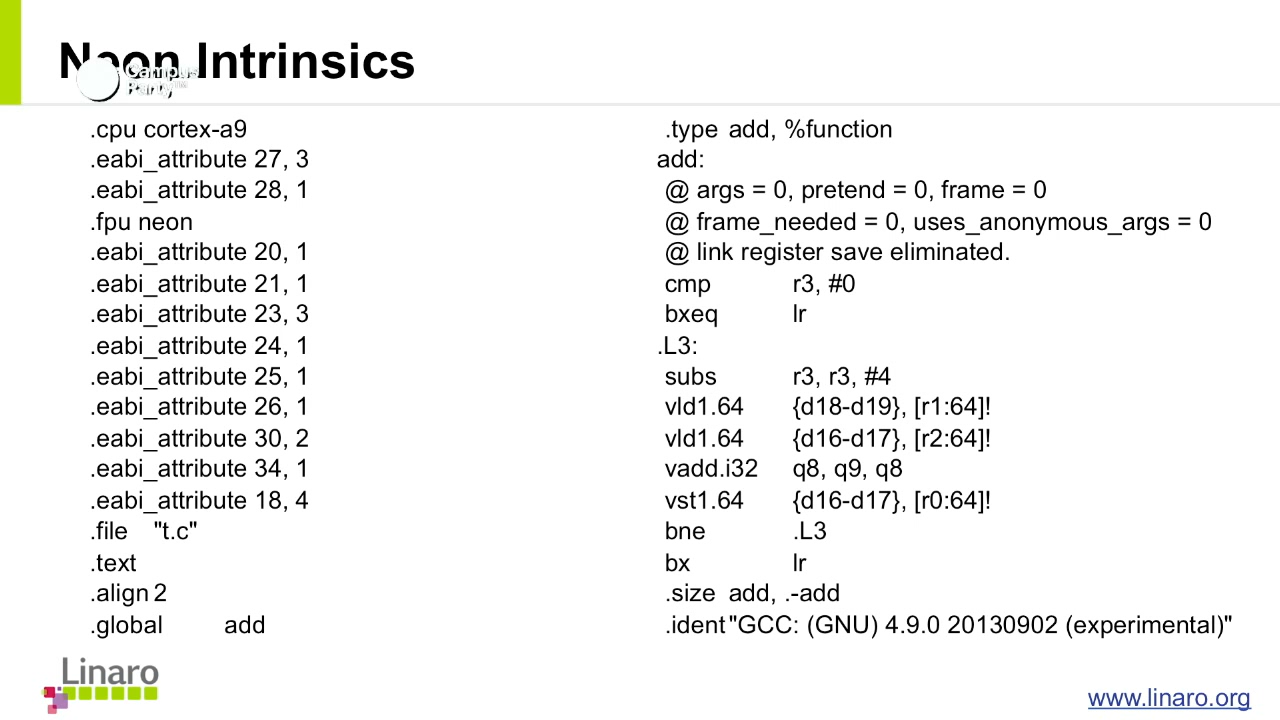 Neon Intrinsics
Campus
Party™
.cpu cortex-a9
.eabi_attribute 27, 3
.eabi_attribute 28, 1
.fpu neon
.eabi_attribute 20, 1
.eabi_attribute 21, 1
.eabi_attribute 23, 3
.eabi_attribute 24, 1
.eabi_attribute 25, 1
.eabi_attribute 26, 1
.eabi_attribute 30, 2
.eabi_attribute 34, 1
.eabi_attribute 18, 4
.file "t.c"
.text
.align 2
.global add
.type add, %function
add:
@ args = 0, pretend = 0, frame = 0
@ frame_needed = 0, uses_anonymous_args = 0
@ link register save eliminated.
cmp r3, #0
bxeq lr
.L3:
subs r3, r3, #4
vld1.64 {d18-d19}, [r1:64]!
vld1.64 {d16-d17}, [r2:64]!
vadd.i32 q8, q9, q8
vst1.64 {d16-d17}, [r0:64]!
bne .L3
bx lr
.size add, .-add
.ident "GCC: (GNU) 4.9.0 20130902 (experimental)"
Linaro
www.linaro.org